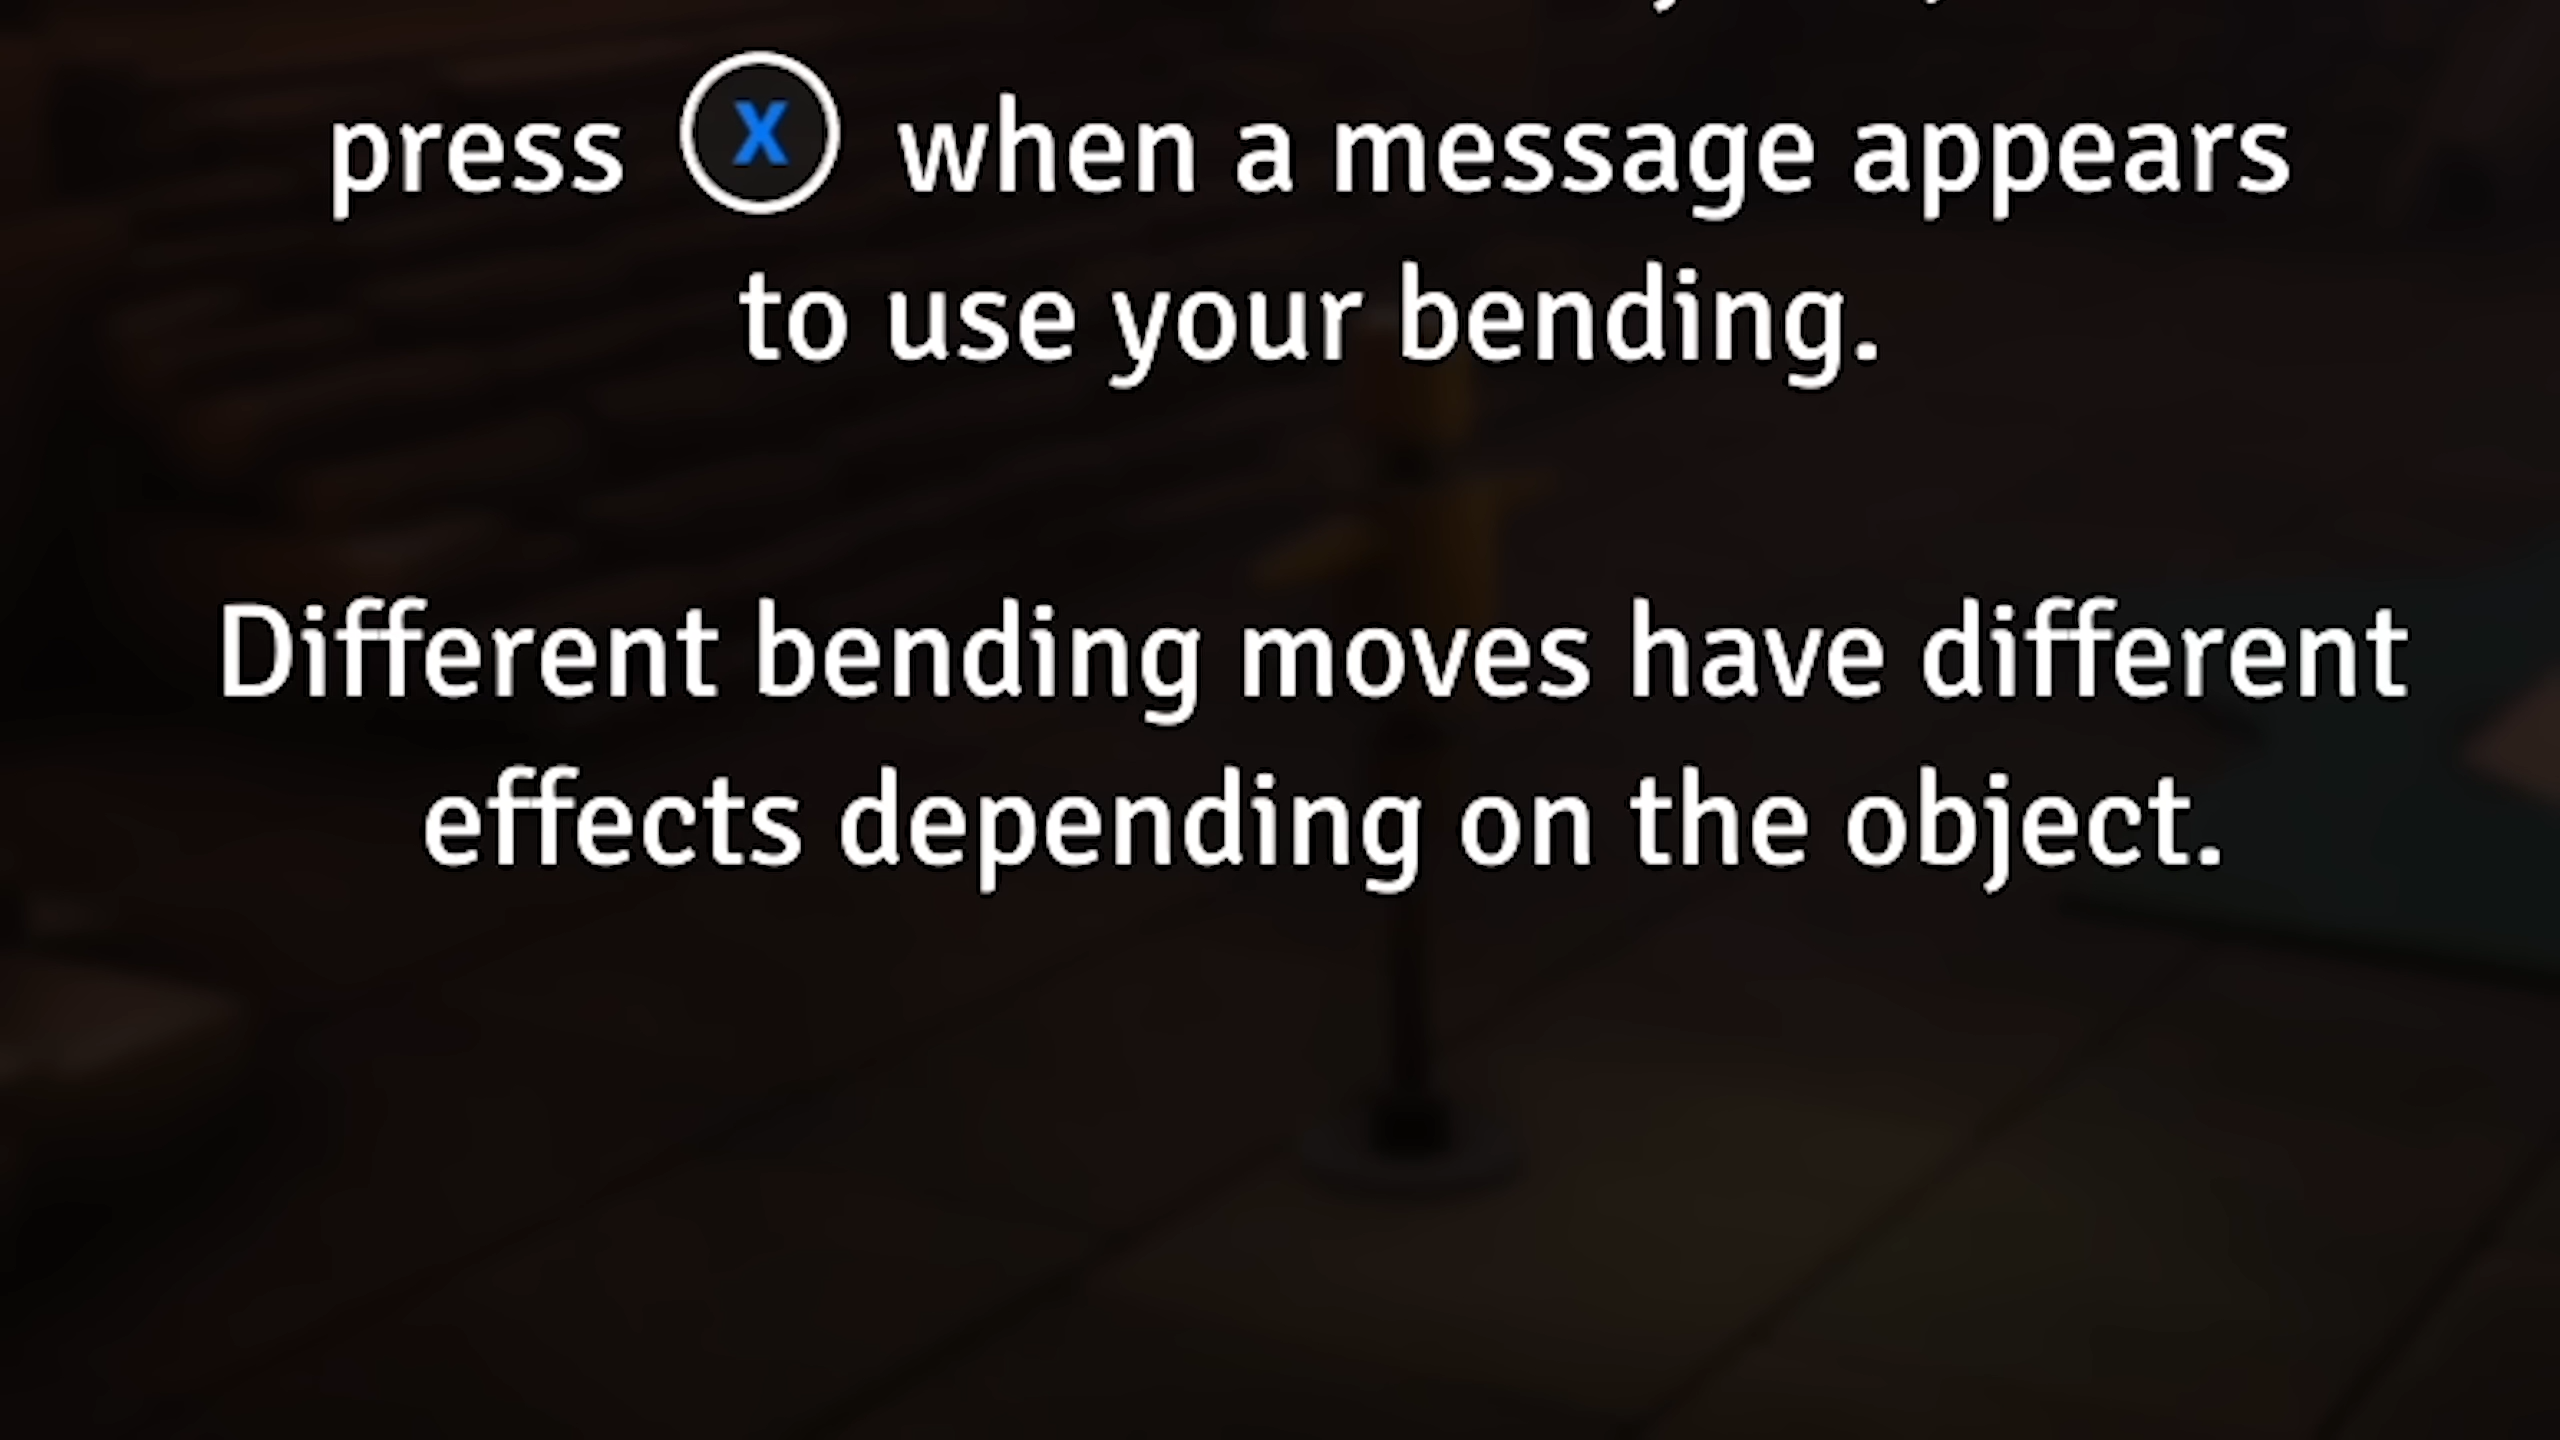 press X when a message appears
to use your bending.
Different bending moves have different
effects depending on the object.